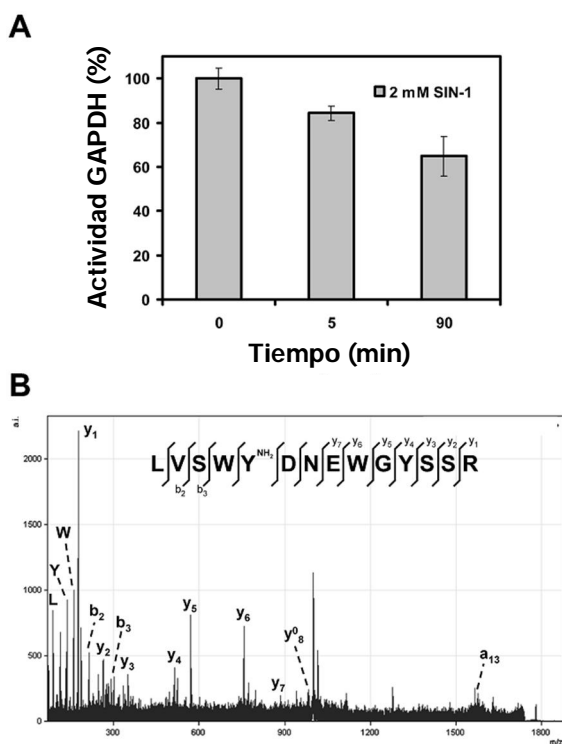 A
Actividad GAPDH (%)
100
80
60
40
20
0
2 mM SIN-1
0 5 90
Tiempo (min)
B
a.i.
2000
1500
1000
500
0
y₁
W
Y
L
b₂
b₃
y₂
y₃
y₄
y₅
y₆
y₇
y⁰₈
a₁₃
y₇ y₆ y₅ y₄ y₃ y₂ y₁
L V S W Y NH₂ D N E W G Y S S R
b₂ b₃
300 600 900 1200 1500 1800
m/z